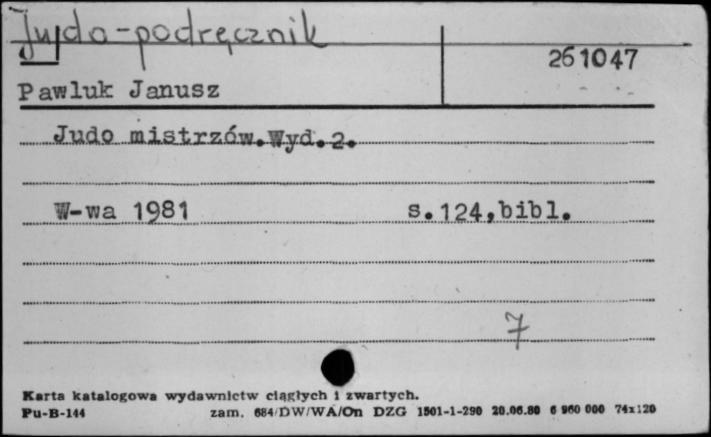 Judo-podręcznik
261047
Pawluk Janusz
Judo mistrzów.Wyd.2.
W-wa 1981 s.124,bibl.
7
Karta katalogowa wydawnictw ciągłych i zwartych.
Pu-B-144 zam. 684/DW/WA/On DZG 1501-1-290 20.06.80 6 960 000 74x120